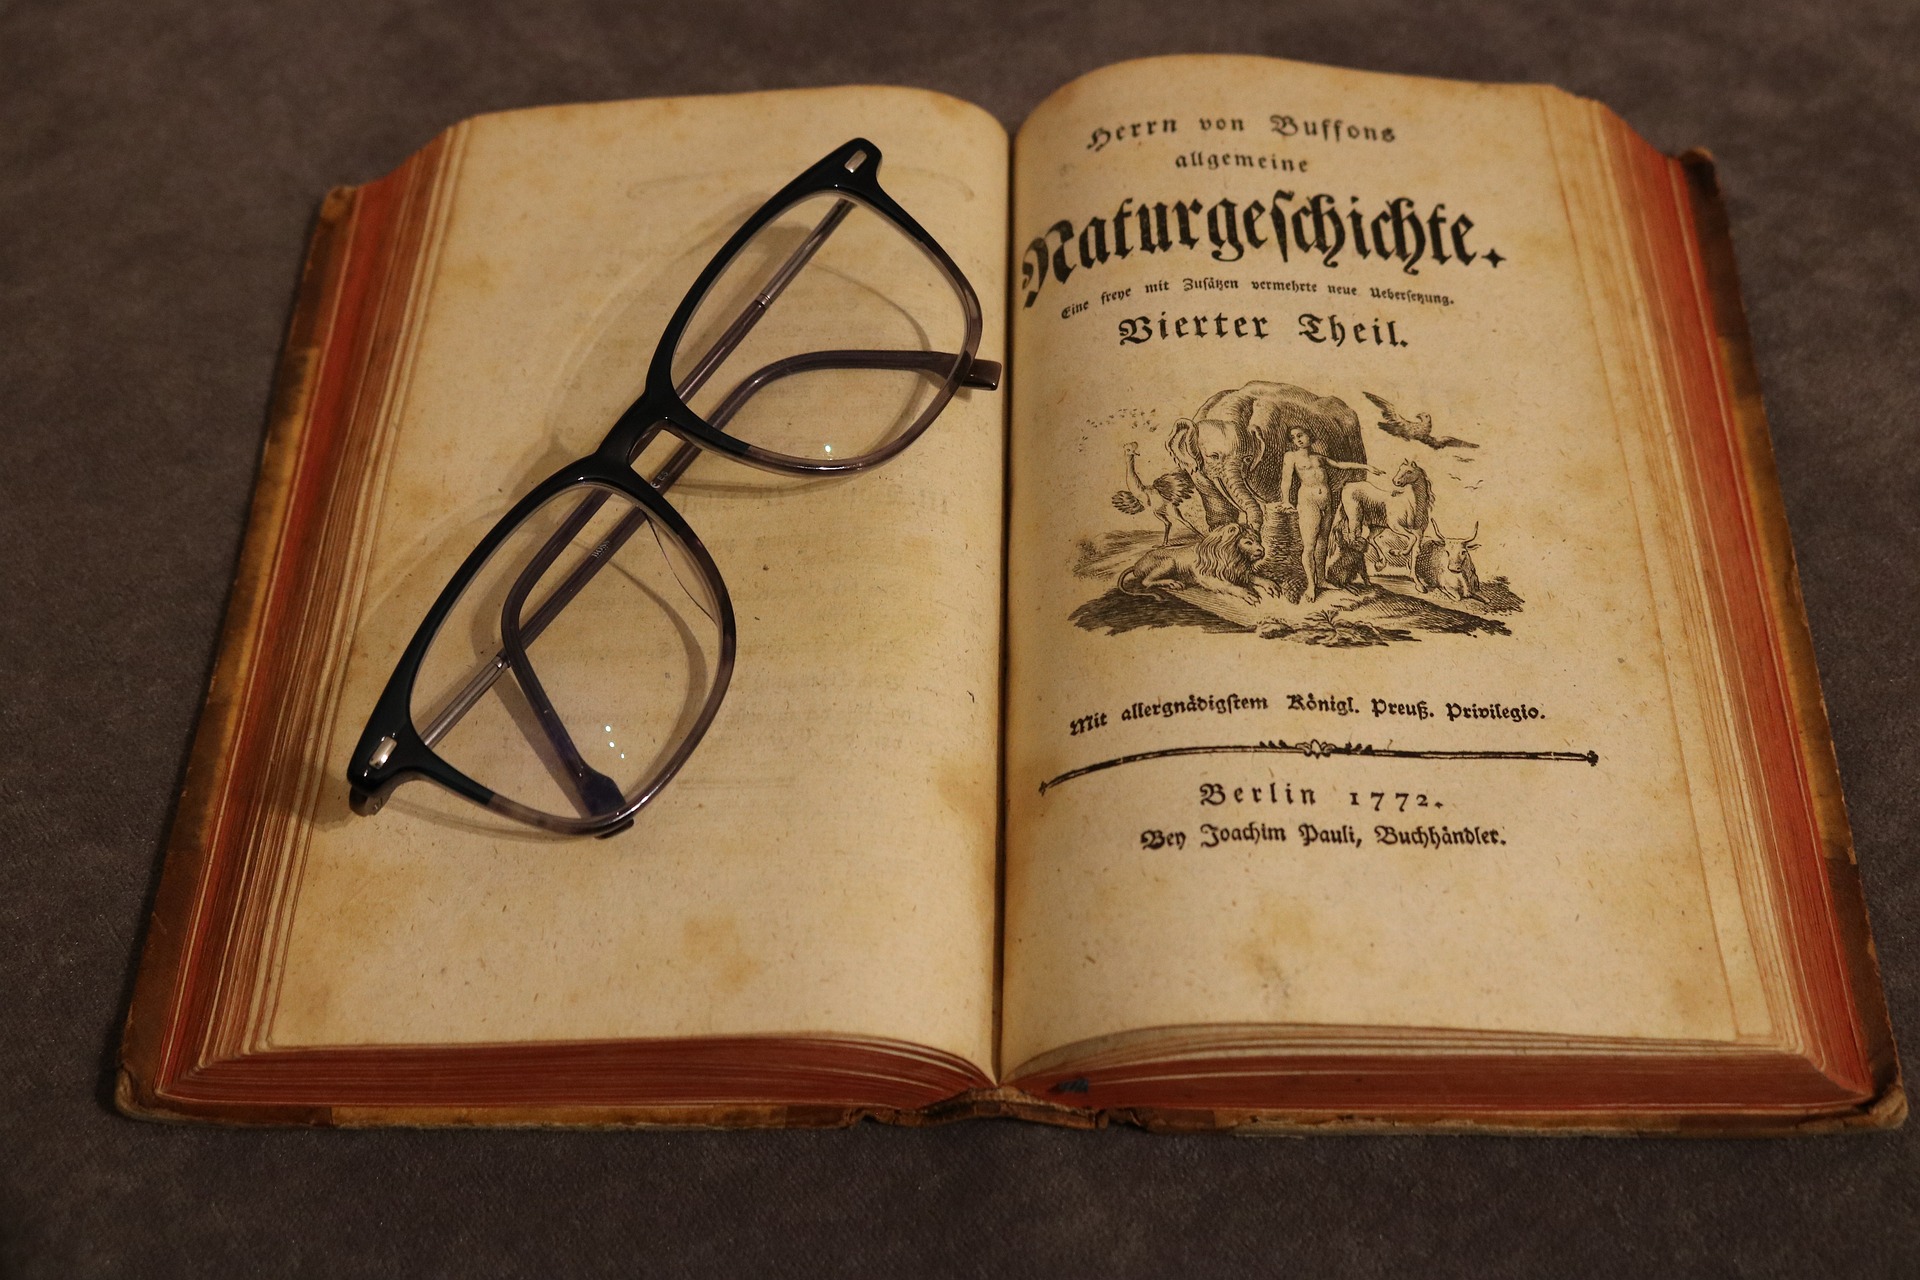 Herrn von Buffons
allgemeine
Naturgeſchichte.
Eine freye mit Zuſätzen vermehrte neue Ueberſetzung.
Vierter Theil.
Mit allergnädigſtem Königl. Preuß. Privilegio.
Berlin 1772.
Bey Joachim Pauli, Buchhändler.